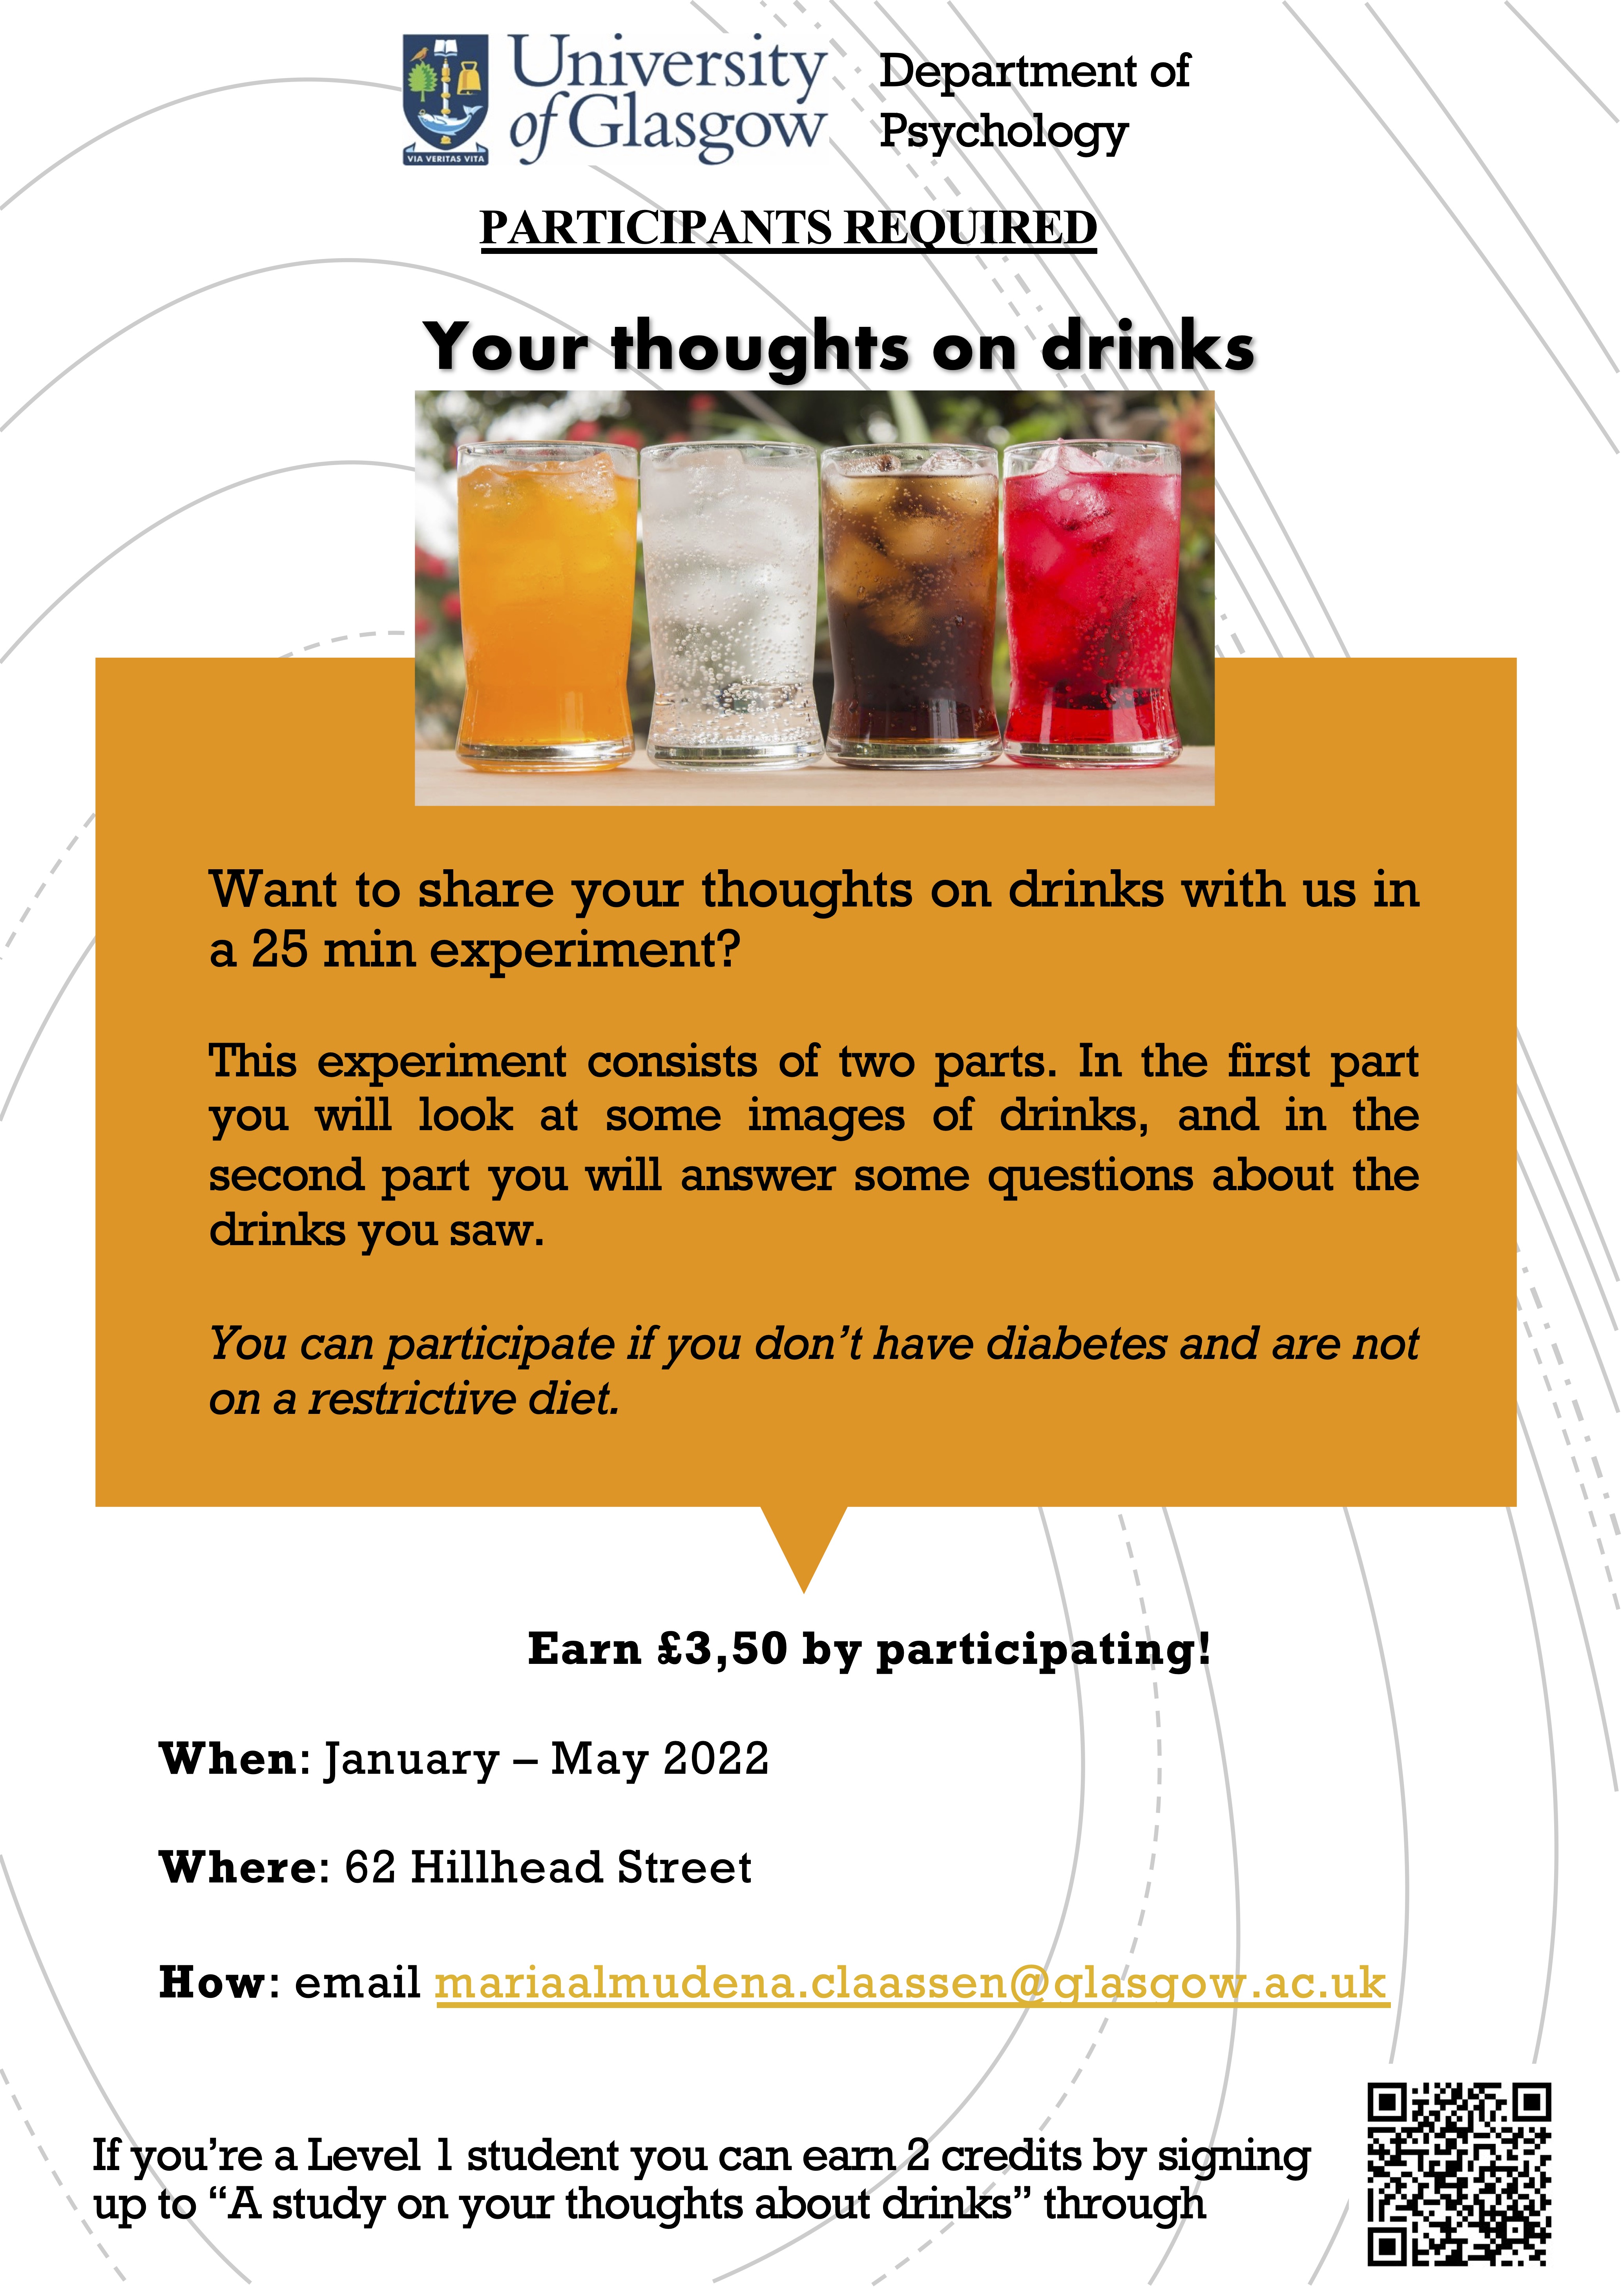 University
of Glasgow
VIA VERITAS VITA
Department of
Psychology
PARTICIPANTS REQUIRED
Your thoughts on drinks
Want to share your thoughts on drinks with us in
a 25 min experiment?
This experiment consists of two parts. In the first part
you will look at some images of drinks, and in the
second part you will answer some questions about the
drinks you saw.
You can participate if you don’t have diabetes and are not
on a restrictive diet.
Earn £3,50 by participating!
When: January – May 2022
Where: 62 Hillhead Street
How: email mariaalmudena.claassen@glasgow.ac.uk
If you’re a Level 1 student you can earn 2 credits by signing
up to “A study on your thoughts about drinks” through